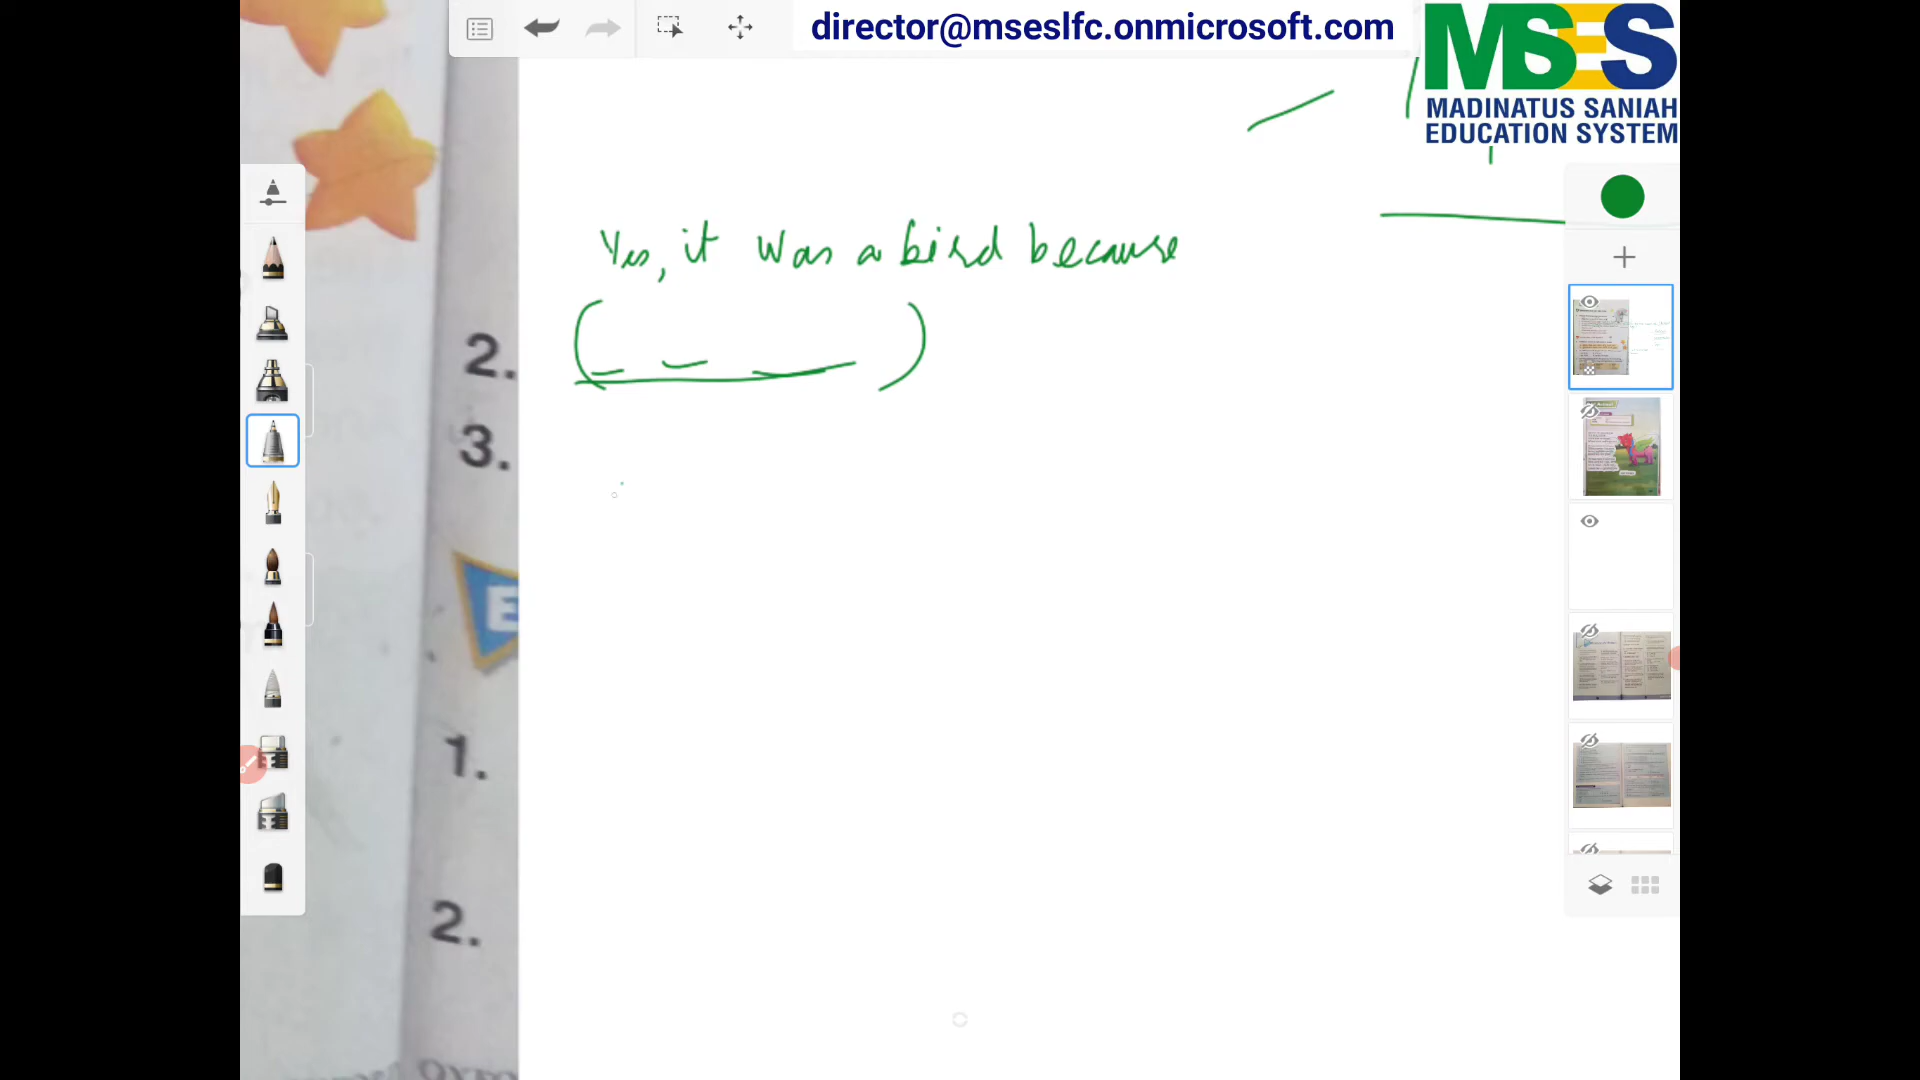 director@mseslfc.onmicrosoft.com
MSES
MADINATUS SANIAH
EDUCATION SYSTEM
Yes, it was a bird because
2.
3.
E
1.
2.